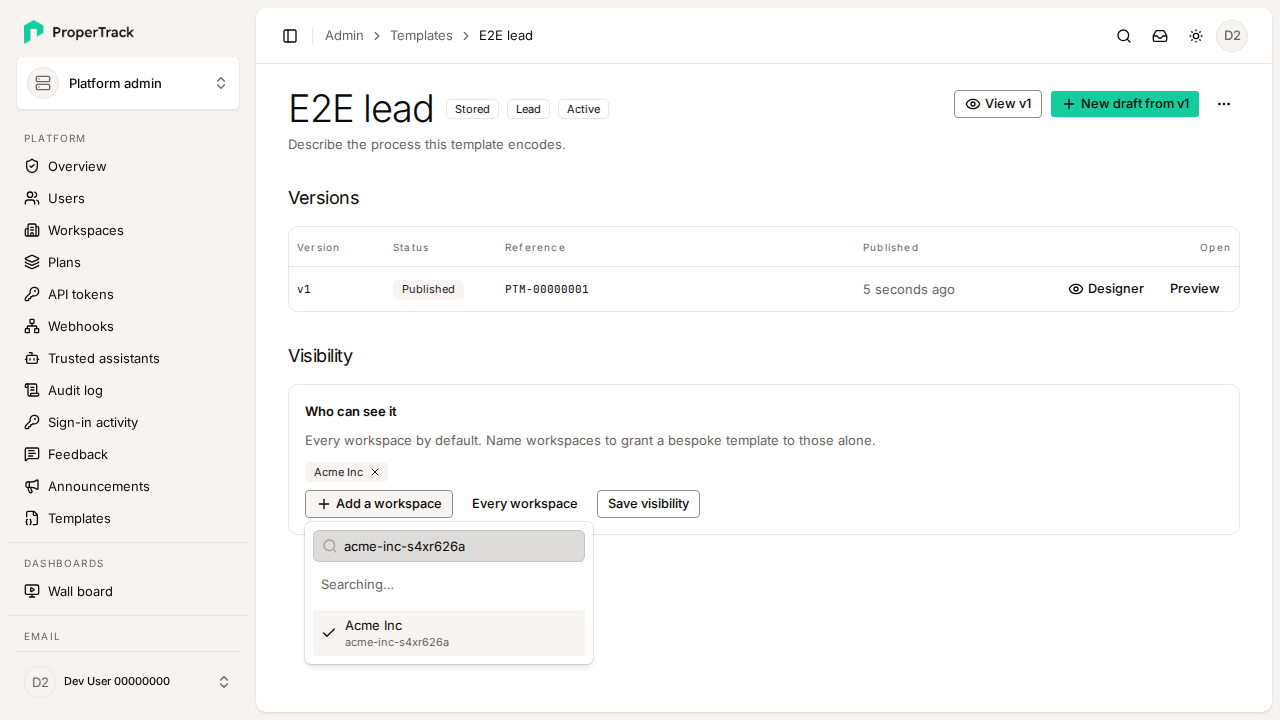 ProperTrack
Platform admin
PLATFORM
Overview
Users
Workspaces
Plans
API tokens
Webhooks
Trusted assistants
Audit log
Sign-in activity
Feedback
Announcements
Templates
DASHBOARDS
Wall board
EMAIL
D2 Dev User 00000000
Admin Templates E2E lead
D2
E2E lead Stored Lead Active
View v1 New draft from v1
Describe the process this template encodes.
Versions
Version Status Reference Published Open
v1 Published PTM-00000001 5 seconds ago Designer Preview
Visibility
Who can see it
Every workspace by default. Name workspaces to grant a bespoke template to those alone.
Acme Inc
Add a workspace Every workspace Save visibility
acme-inc-s4xr626a
Searching...
Acme Inc
acme-inc-s4xr626a